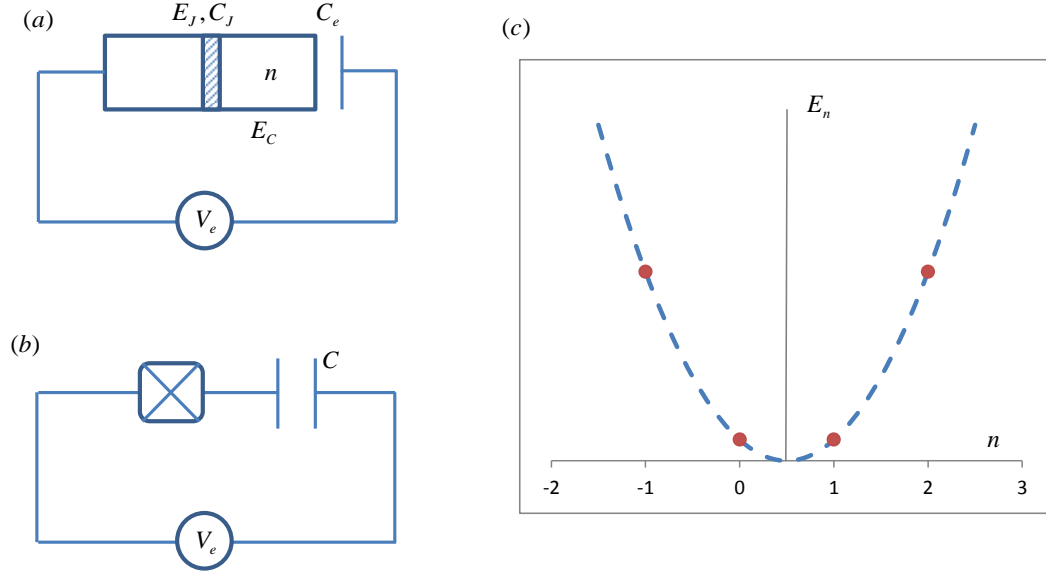 (a)
E_J, C_J
C_e
n
E_C
V_e
(b)
C
V_e
(c)
E_n
n
-2 -1 0 1 2 3